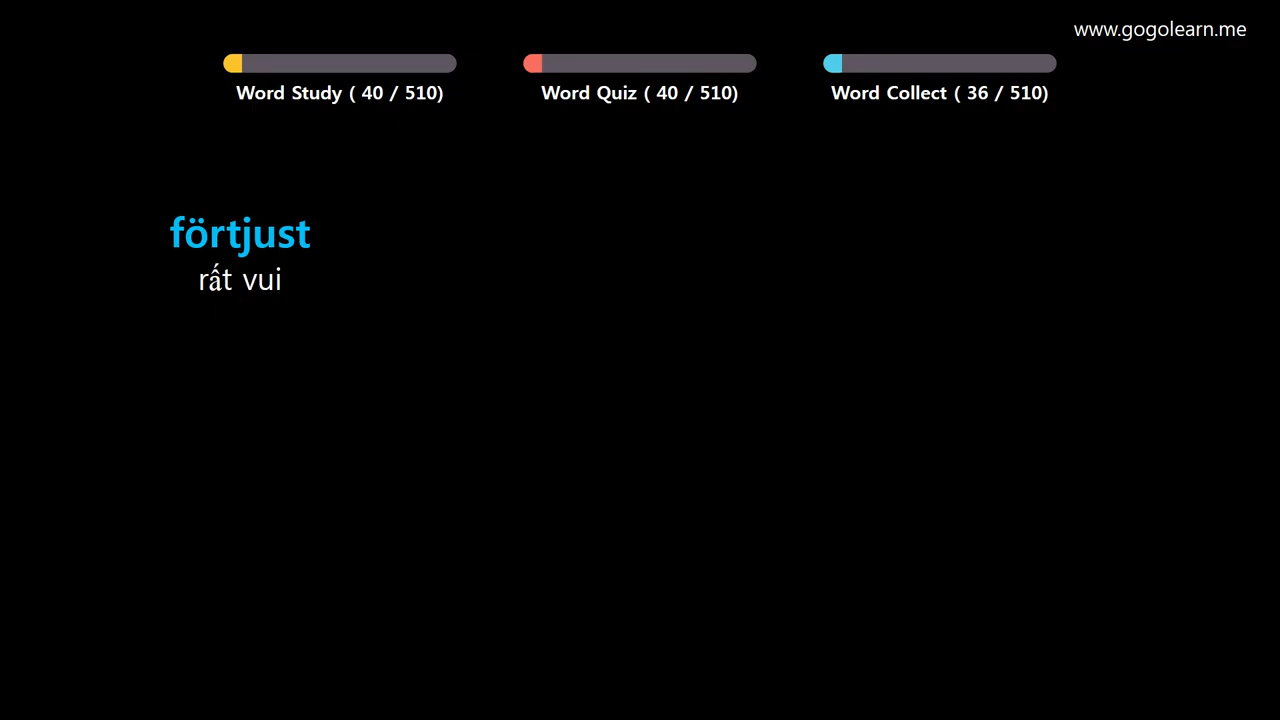 www.gogolearn.me
Word Study ( 40 / 510)
Word Quiz ( 40 / 510)
Word Collect ( 36 / 510)
förtjust
rất vui